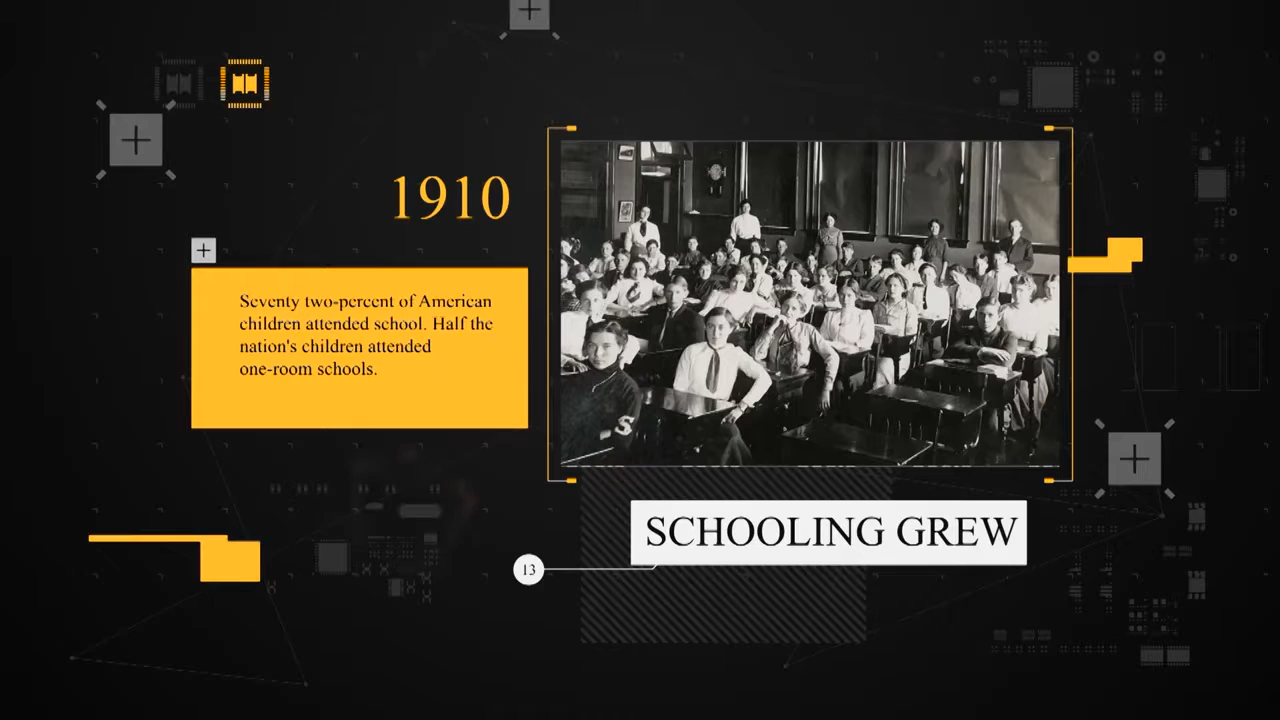 1910
Seventy two-percent of American
children attended school. Half the
nation's children attended
one-room schools.
SCHOOLING GREW
13